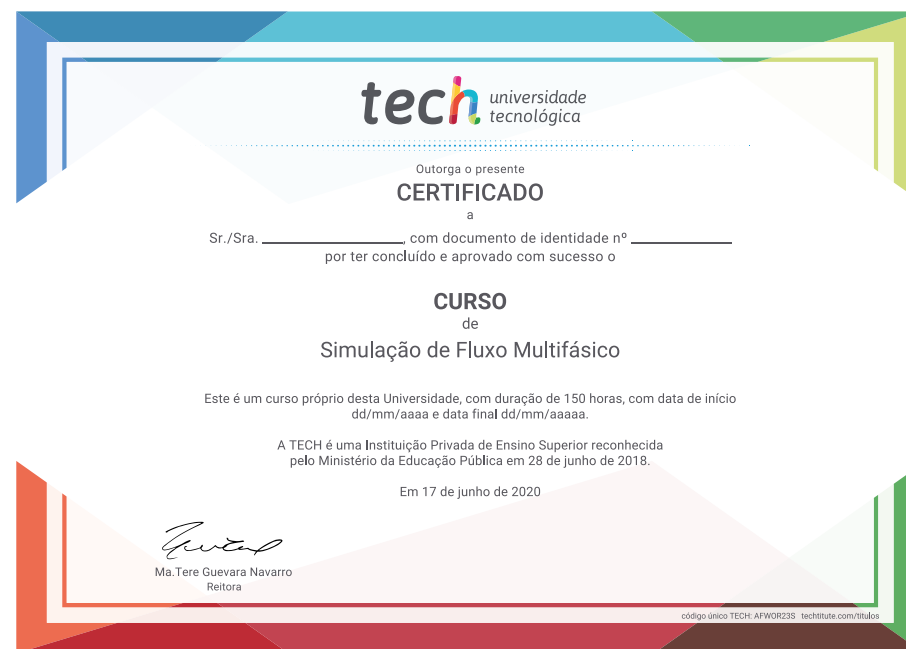 tech universidade
tecnológica
Outorga o presente
CERTIFICADO
a
Sr./Sra. ________________, com documento de identidade nº ____________
por ter concluído e aprovado com sucesso o
CURSO
de
Simulação de Fluxo Multifásico
Este é um curso próprio desta Universidade, com duração de 150 horas, com data de início
dd/mm/aaaa e data final dd/mm/aaaaa.
A TECH é uma Instituição Privada de Ensino Superior reconhecida
pelo Ministério da Educação Pública em 28 de junho de 2018.
Em 17 de junho de 2020
Ma.Tere Guevara Navarro
Reitora
código único TECH: AFWOR23S techtitute.com/títulos